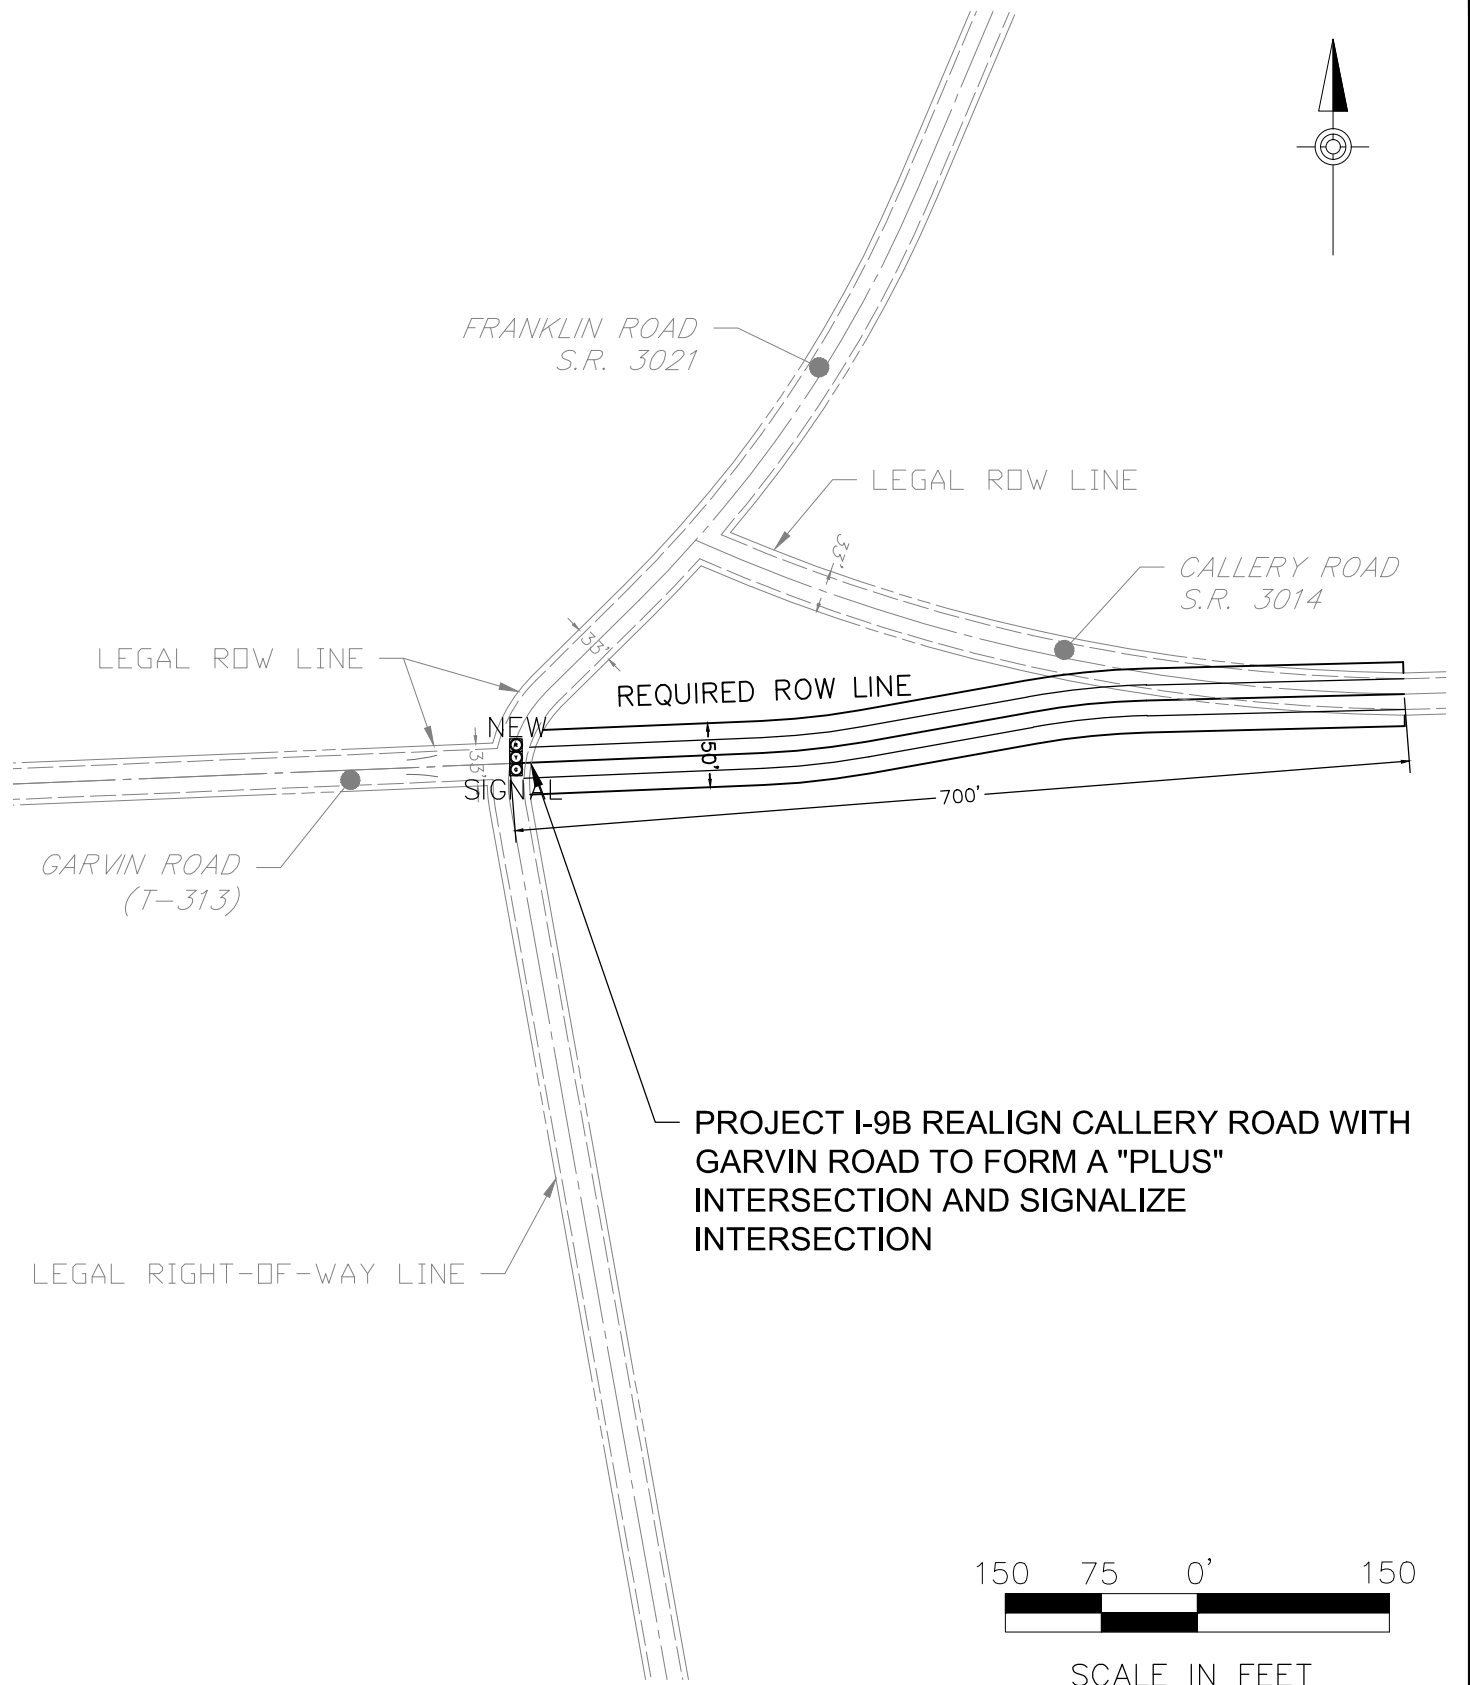 FRANKLIN ROAD
S.R. 3021
LEGAL ROW LINE
33'
CALLERY ROAD
S.R. 3014
33'
LEGAL ROW LINE
REQUIRED ROW LINE
NEW
33'
50'
SIGNAL
700'
GARVIN ROAD
(T-313)
PROJECT I-9B REALIGN CALLERY ROAD WITH
GARVIN ROAD TO FORM A "PLUS"
INTERSECTION AND SIGNALIZE
INTERSECTION
LEGAL RIGHT-OF-WAY LINE
150 75 0' 150
SCALE IN FEET